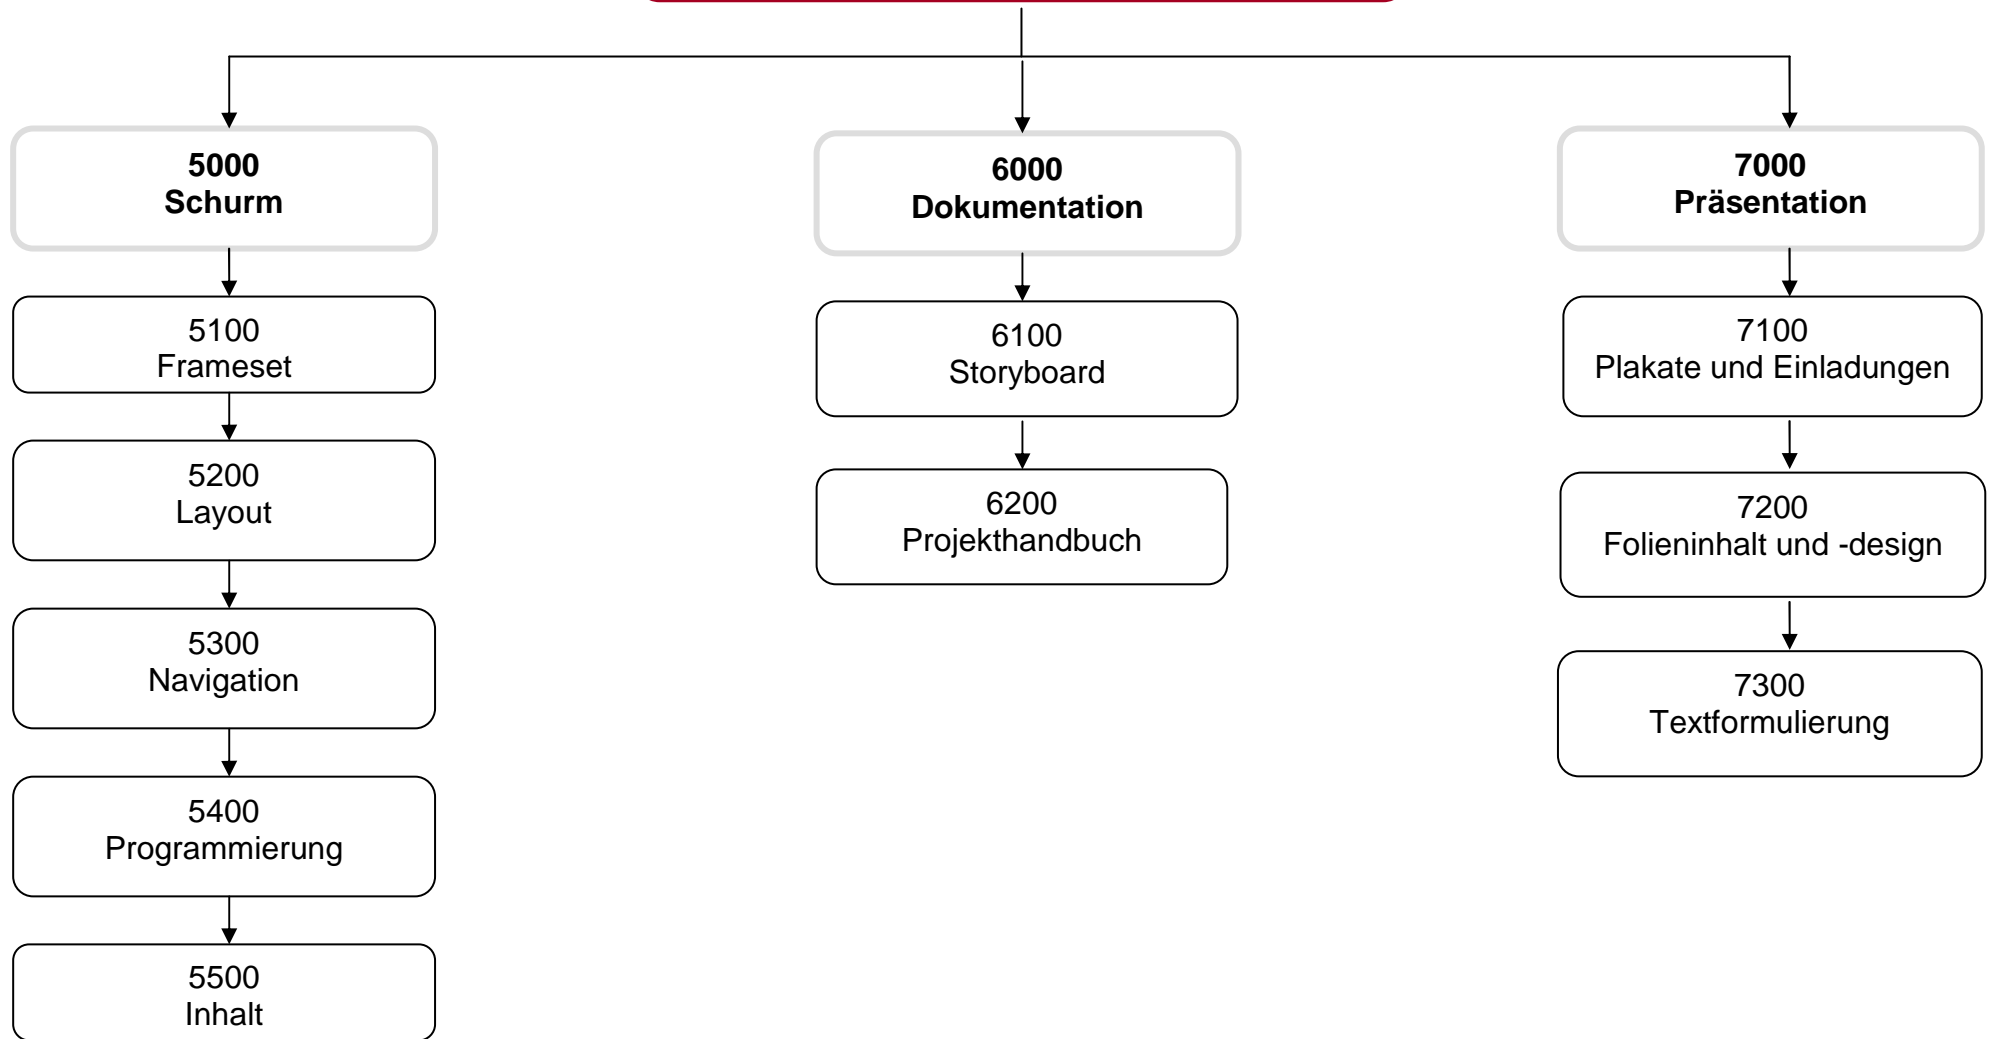 5000
Schurm
5100
Frameset
5200
Layout
5300
Navigation
5400
Programmierung
5500
Inhalt
6000
Dokumentation
6100
Storyboard
6200
Projekthandbuch
7000
Präsentation
7100
Plakate und Einladungen
7200
Folieninhalt und -design
7300
Textformulierung